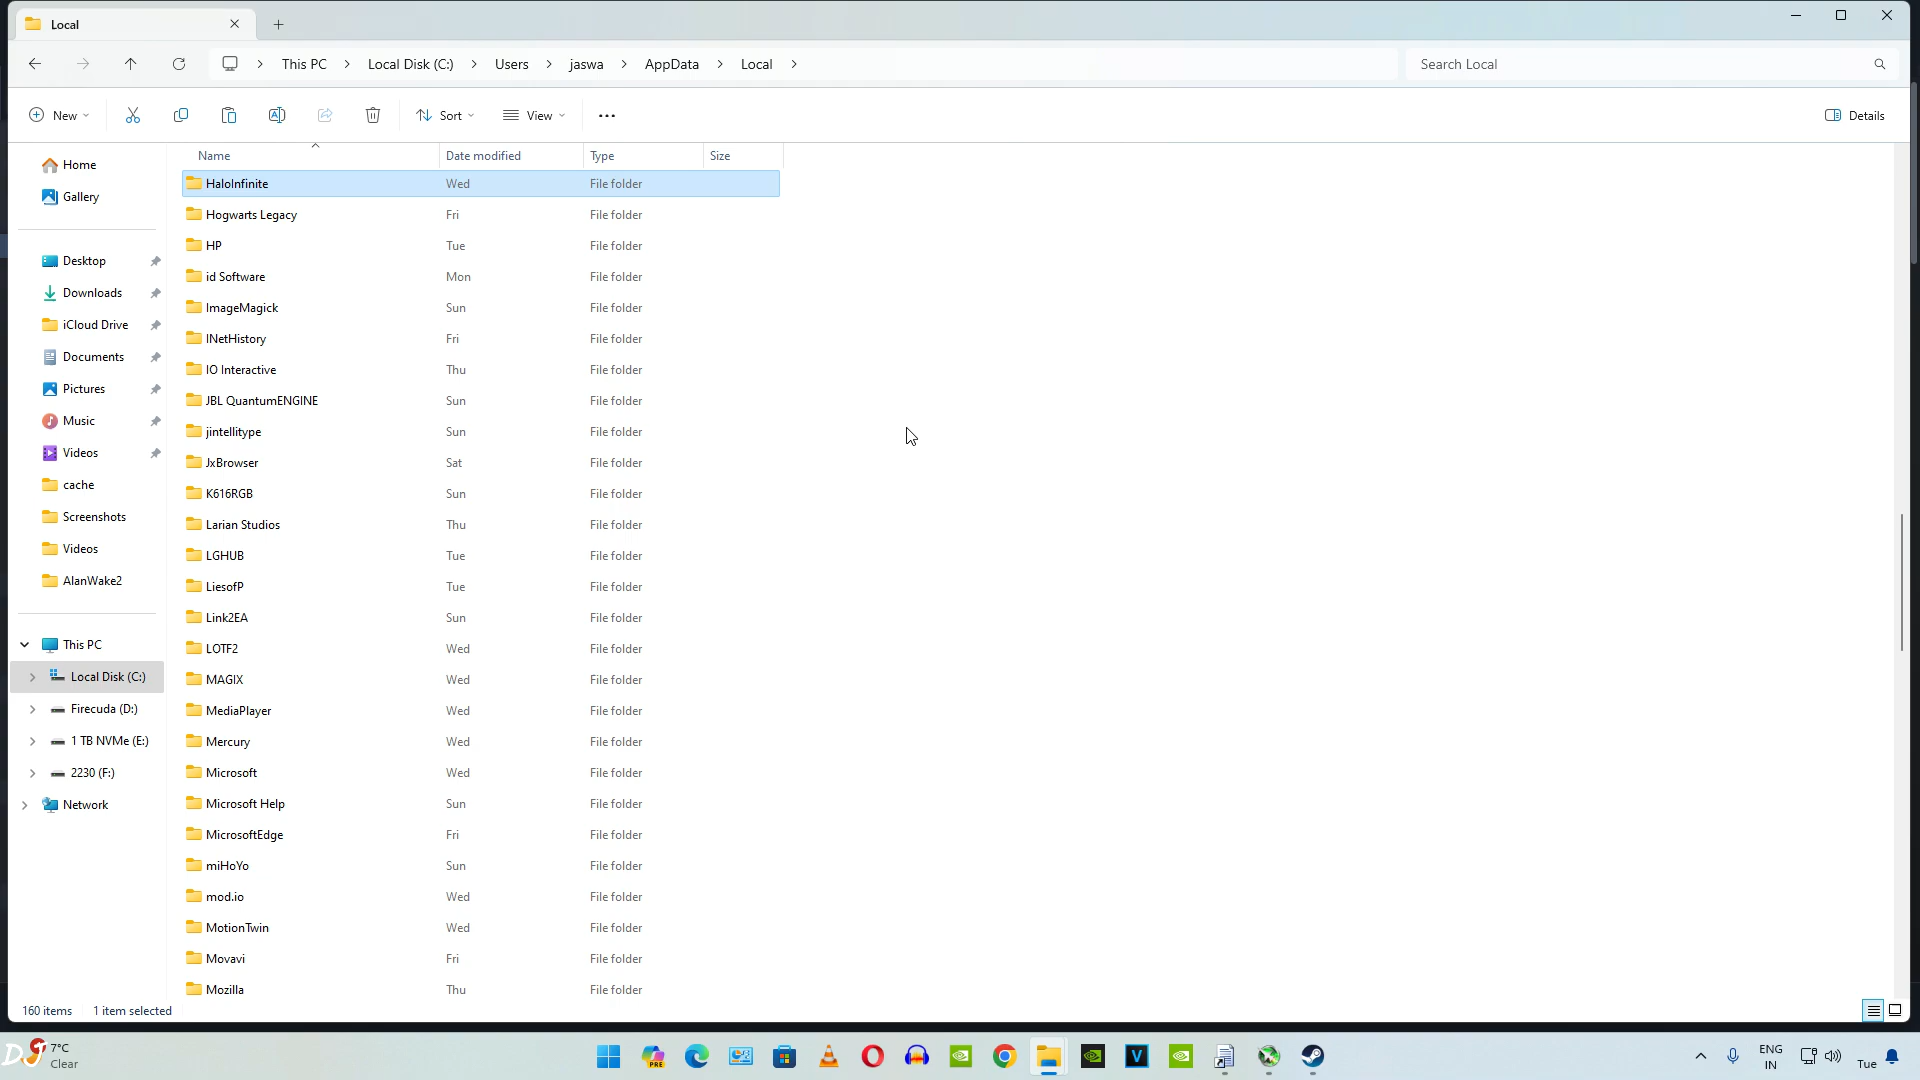 Local
This PC
Local Disk (C:)
Users
jaswa
AppData
Local
Search Local
New
Sort
View
Details
Name
Date modified
Type
Size
Home
Gallery
Desktop
Downloads
iCloud Drive
Documents
Pictures
Music
Videos
cache
Screenshots
Videos
AlanWake2
This PC
Local Disk (C:)
Firecuda (D:)
1 TB NVMe (E:)
2230 (F:)
Network
HaloInfinite Wed File folder
Hogwarts Legacy Fri File folder
HP Tue File folder
id Software Mon File folder
ImageMagick Sun File folder
INetHistory Fri File folder
IO Interactive Thu File folder
JBL QuantumENGINE Sun File folder
jintellitype Sun File folder
JxBrowser Sat File folder
K616RGB Sun File folder
Larian Studios Thu File folder
LGHUB Tue File folder
LiesofP Tue File folder
Link2EA Sun File folder
LOTF2 Wed File folder
MAGIX Wed File folder
MediaPlayer Wed File folder
Mercury Wed File folder
Microsoft Wed File folder
Microsoft Help Sun File folder
MicrosoftEdge Fri File folder
miHoYo Sun File folder
mod.io Wed File folder
MotionTwin Wed File folder
Movavi Fri File folder
Mozilla Thu File folder
160 items
1 item selected
7°C
Clear
PRE
V
ENG
IN
Tue